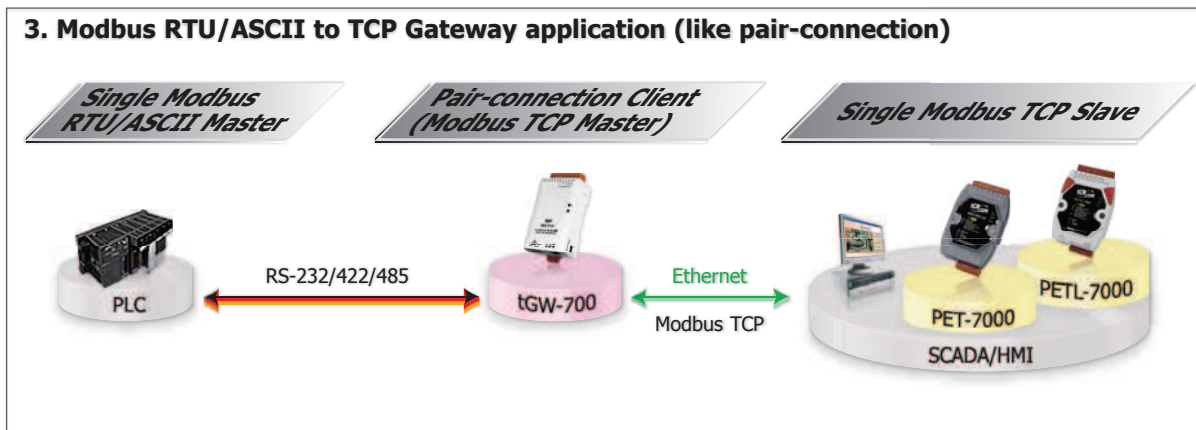 3. Modbus RTU/ASCII to TCP Gateway application (like pair-connection)
Single Modbus
RTU/ASCII Master
Pair-connection Client
(Modbus TCP Master)
Single Modbus TCP Slave
RS-232/422/485
Ethernet
Modbus TCP
PLC
tGW-700
PET-7000
PETL-7000
SCADA/HMI